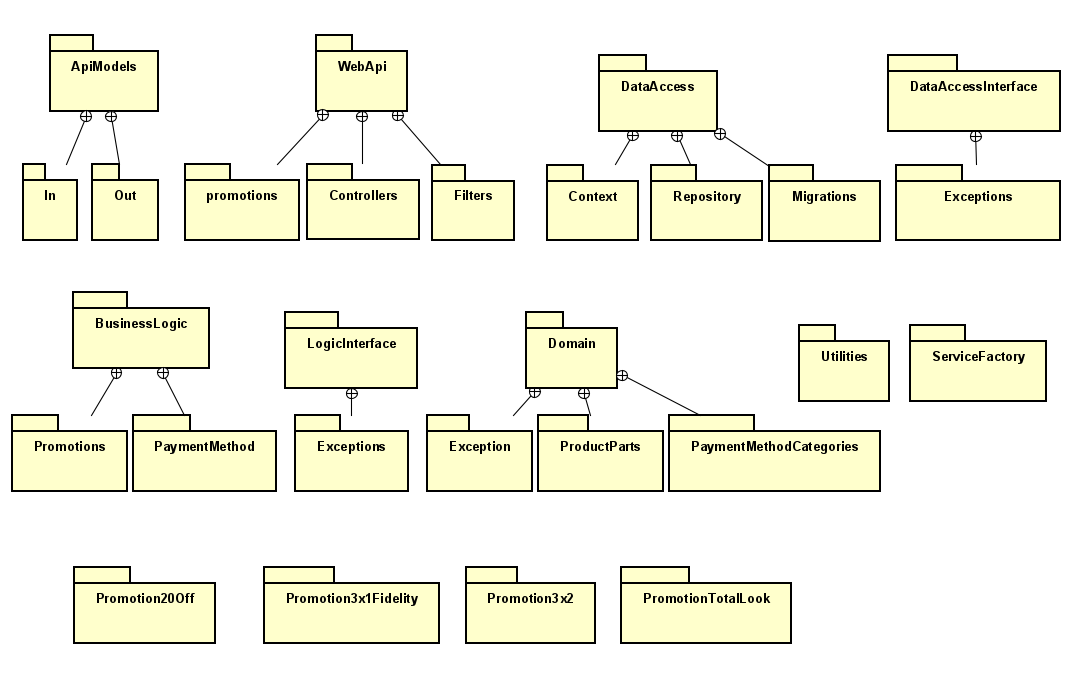 ApiModels
WebApi
DataAccess
DataAccessInterface
In
Out
promotions
Controllers
Filters
Context
Repository
Migrations
Exceptions
BusinessLogic
LogicInterface
Domain
Utilities
ServiceFactory
Promotions
PaymentMethod
Exceptions
Exception
ProductParts
PaymentMethodCategories
Promotion20Off
Promotion3x1Fidelity
Promotion3x2
PromotionTotalLook